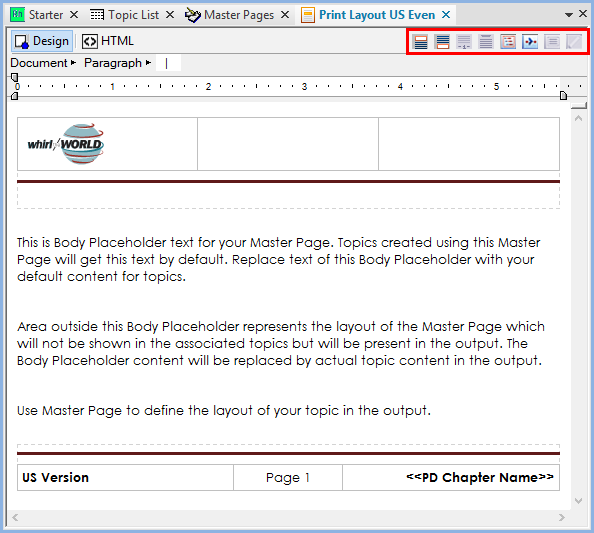 Rh Starter Topic List Master Pages Print Layout US Even
Design HTML
Document Paragraph
0 1 2 3 4 5
whirl WORLD
This is Body Placeholder text for your Master Page. Topics created using this Master
Page will get this text by default. Replace text of this Body Placeholder with your
default content for topics.
Area outside this Body Placeholder represents the layout of the Master Page which
will not be shown in the associated topics but will be present in the output. The
Body Placeholder content will be replaced by actual topic content in the output.
Use Master Page to define the layout of your topic in the output.
US Version Page 1 <<PD Chapter Name>>